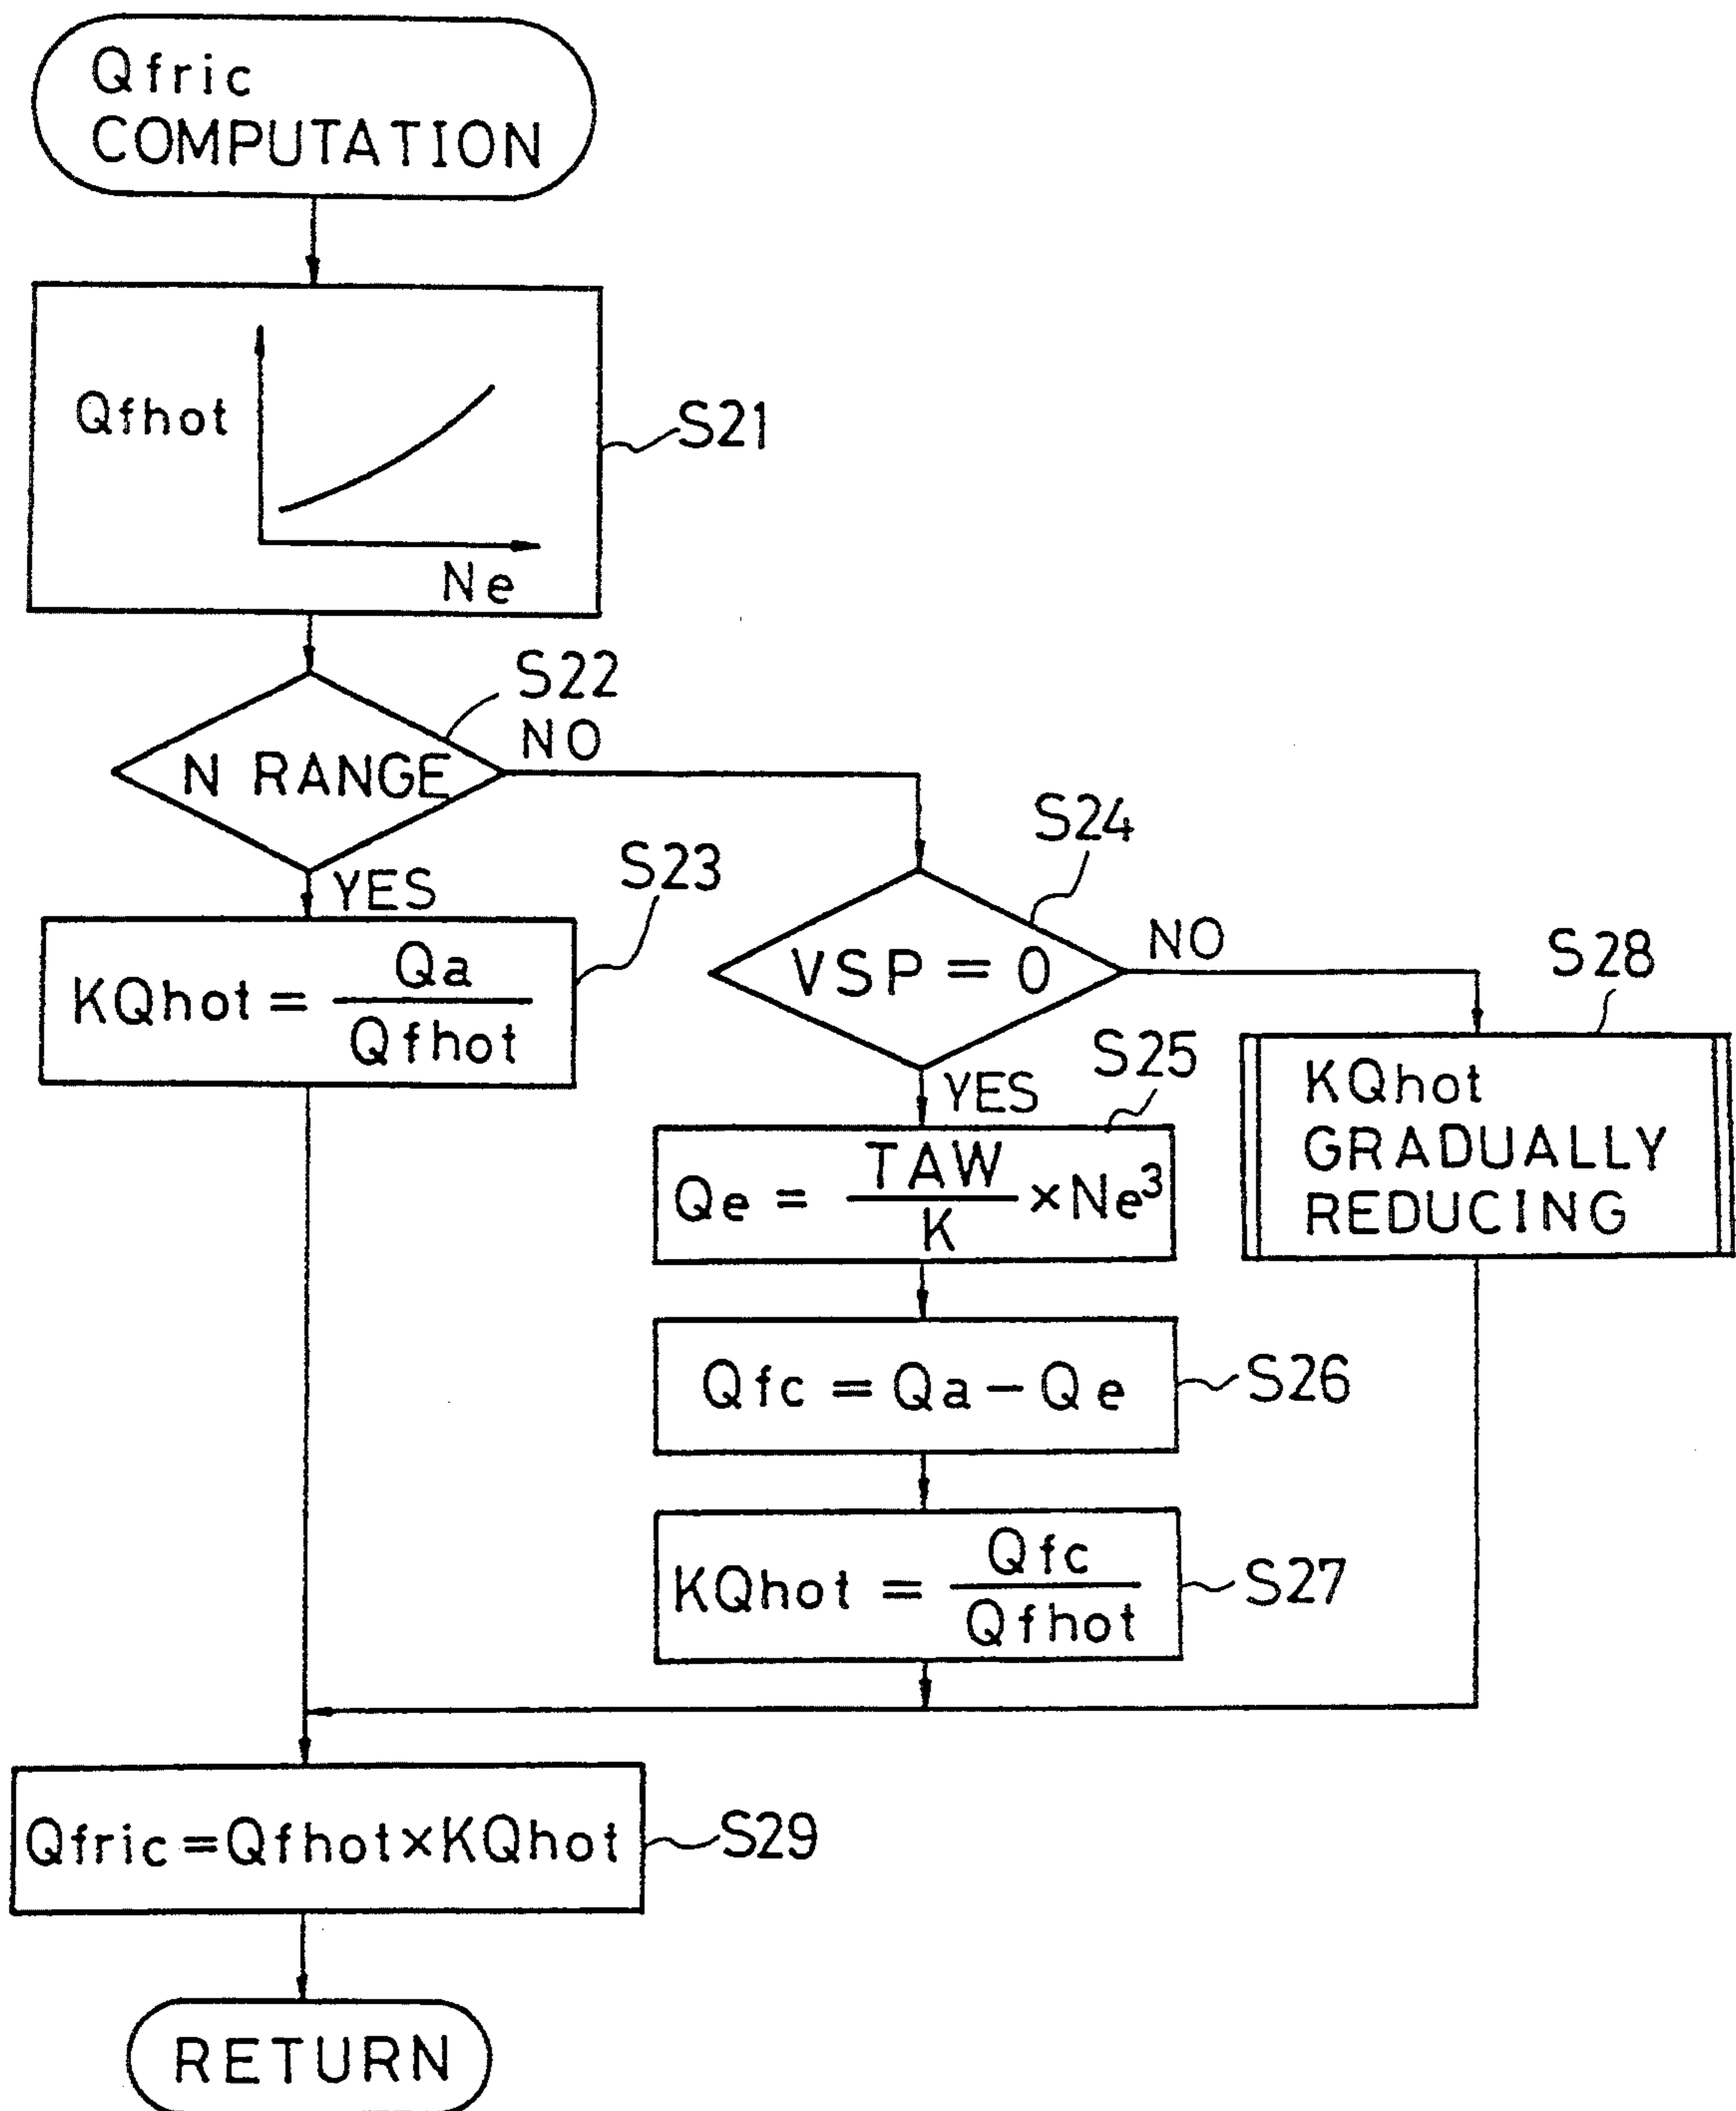 Qfric
COMPUTATION
Qfhot
Ne
S21
S22
N RANGE
NO
YES
S23
KQhot = Qa / Qfhot
S24
VSP = 0
NO
YES
S28
KQhot
GRADUALLY
REDUCING
S25
Qe = TAW / K × Ne³
Qfc = Qa − Qe
S26
KQhot = Qfc / Qfhot
S27
Qfric = Qfhot × KQhot
S29
RETURN